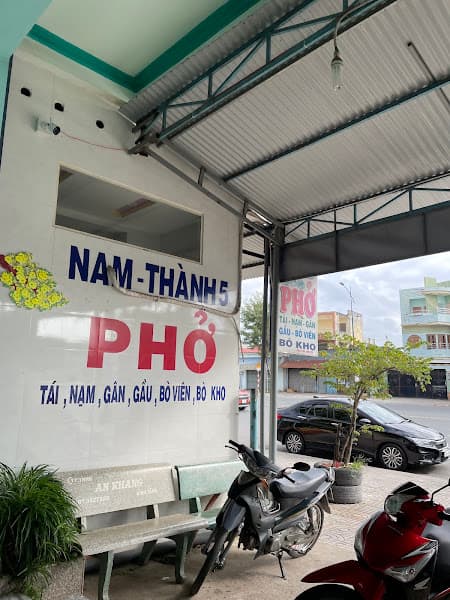 NAM-THÀNH 5
PHỞ
TÁI, NẠM, GÂN, GẦU, BÒ VIÊN, BÒ KHO
PHỞ
TÁI-NẠM-GÂN
GẦU-BÒ VIÊN
BÒ KHO
AN KHANG